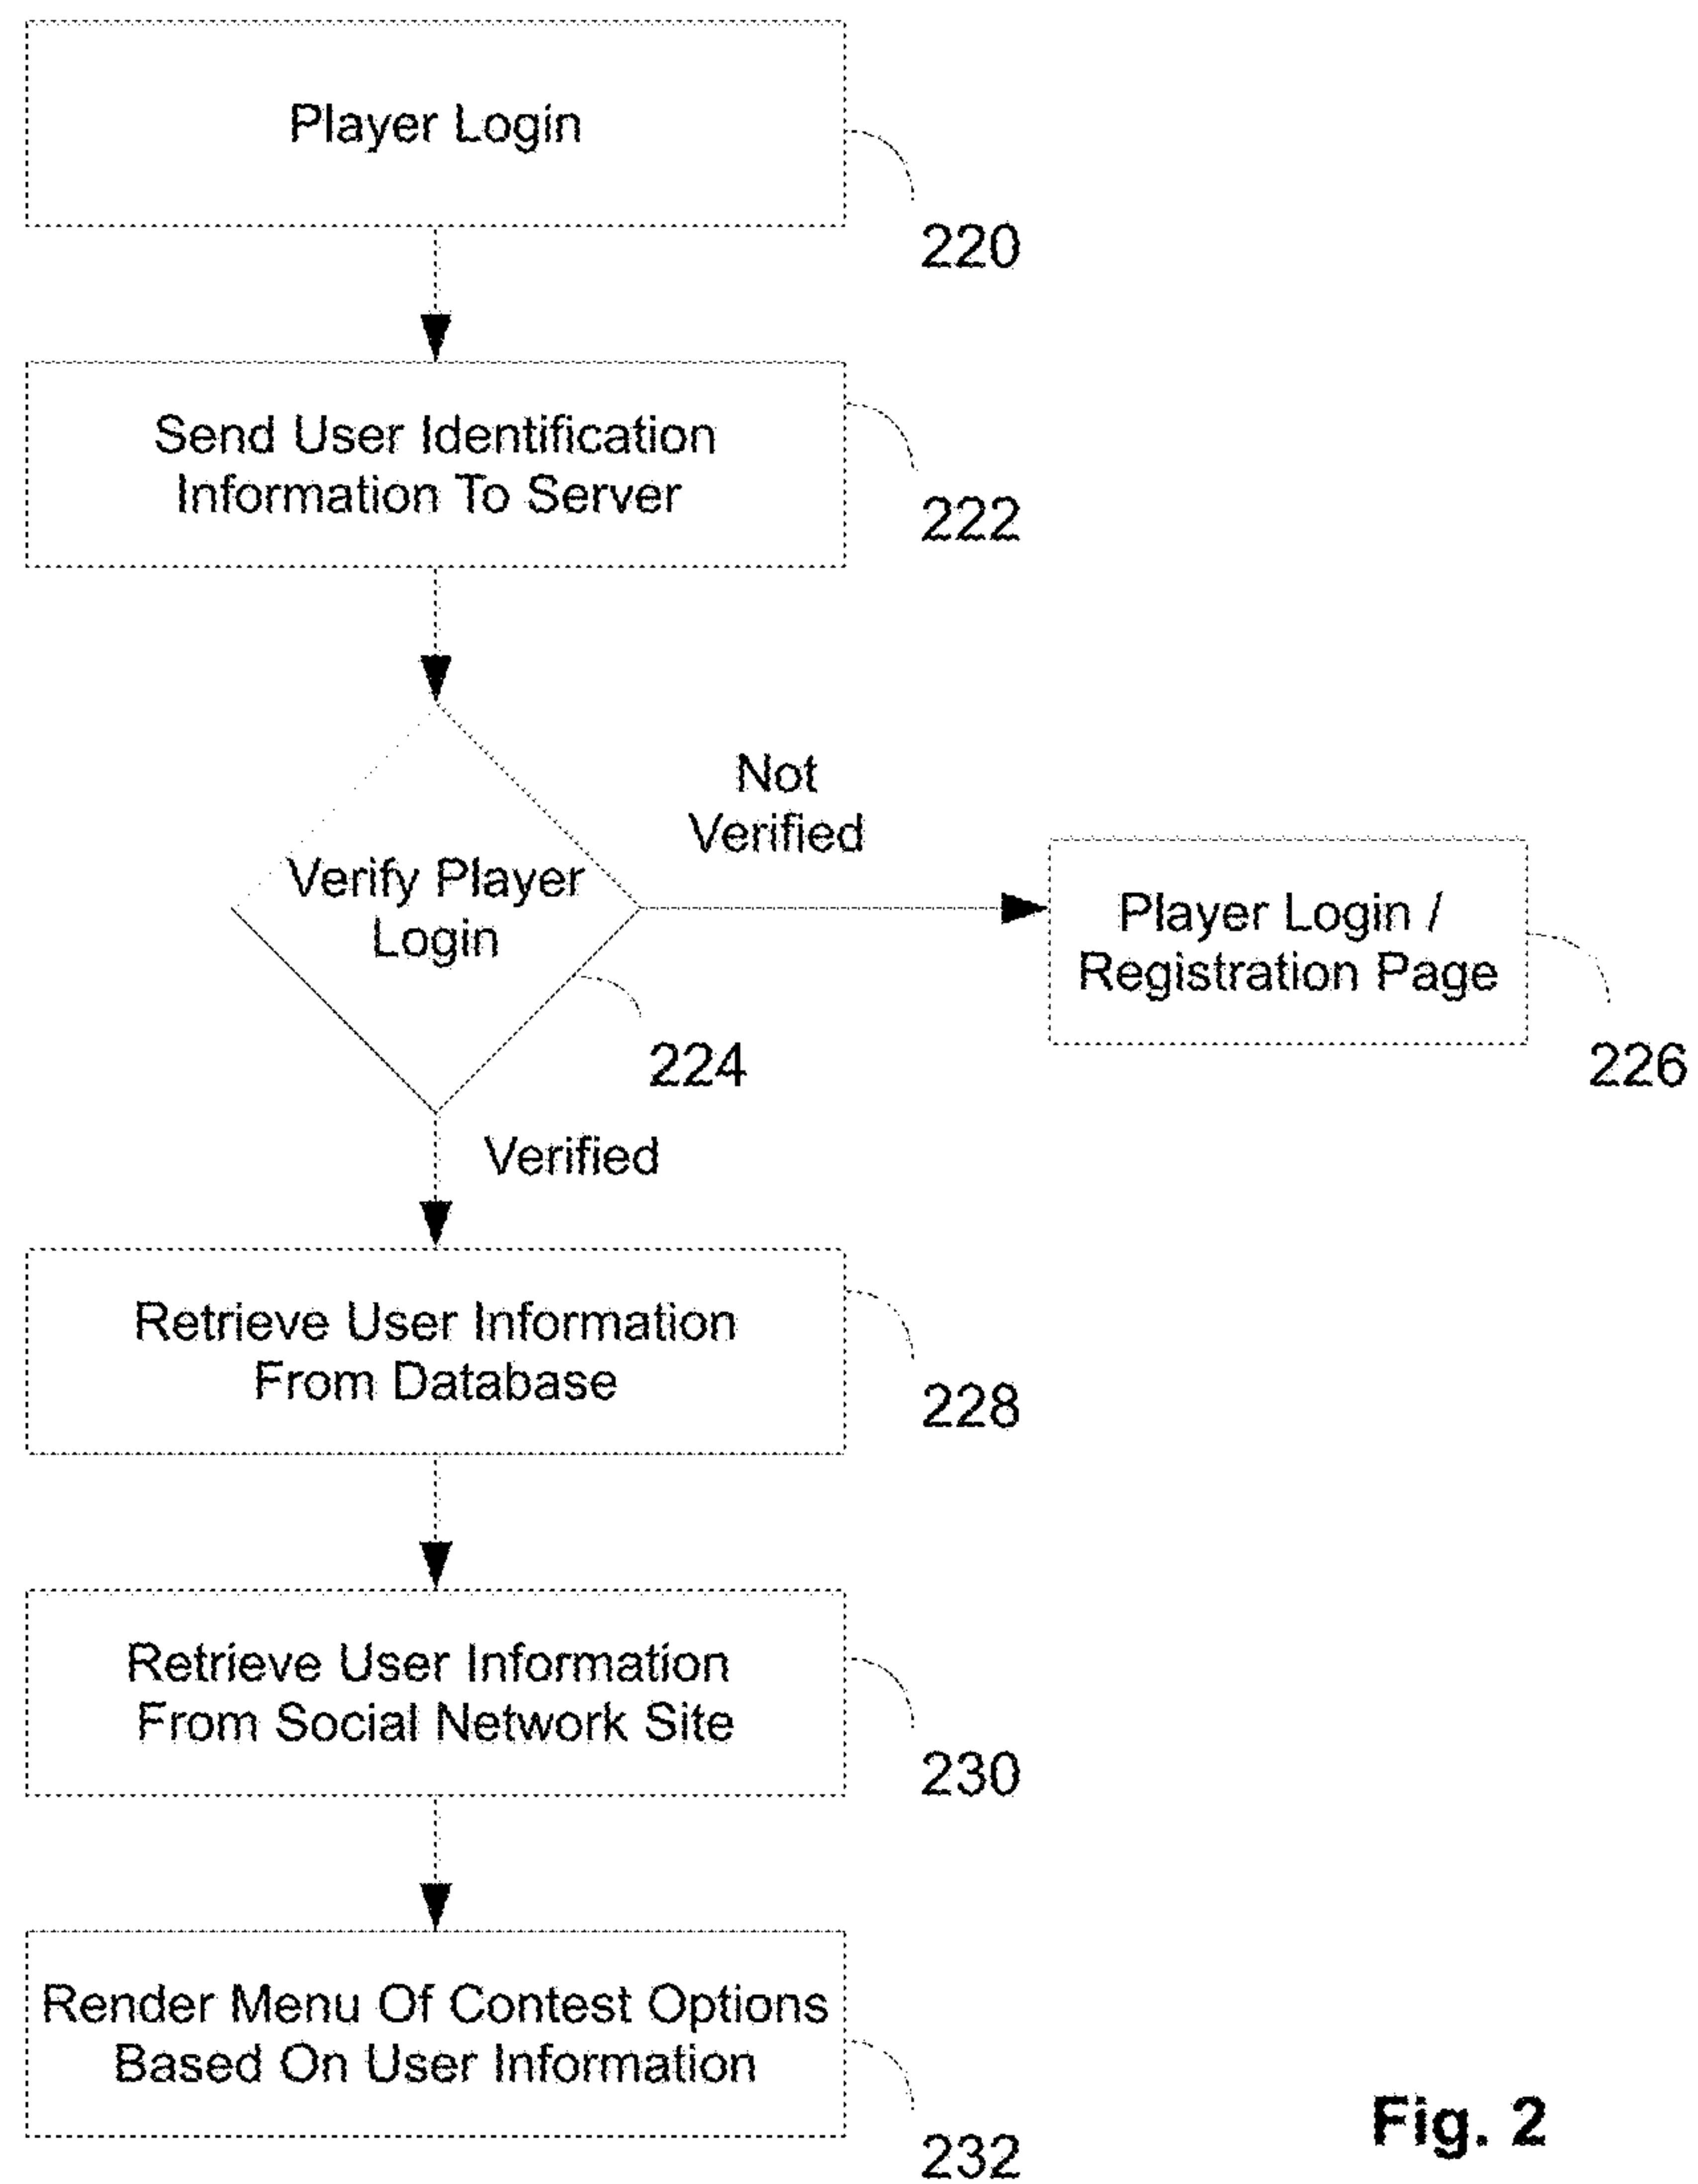 Player Login
220
Send User Identification
Information To Server
222
Not
Verified
Verify Player
Login
224
Player Login /
Registration Page
226
Verified
Retrieve User Information
From Database
228
Retrieve User Information
From Social Network Site
230
Render Menu Of Contest Options
Based On User Information
232
Fig. 2